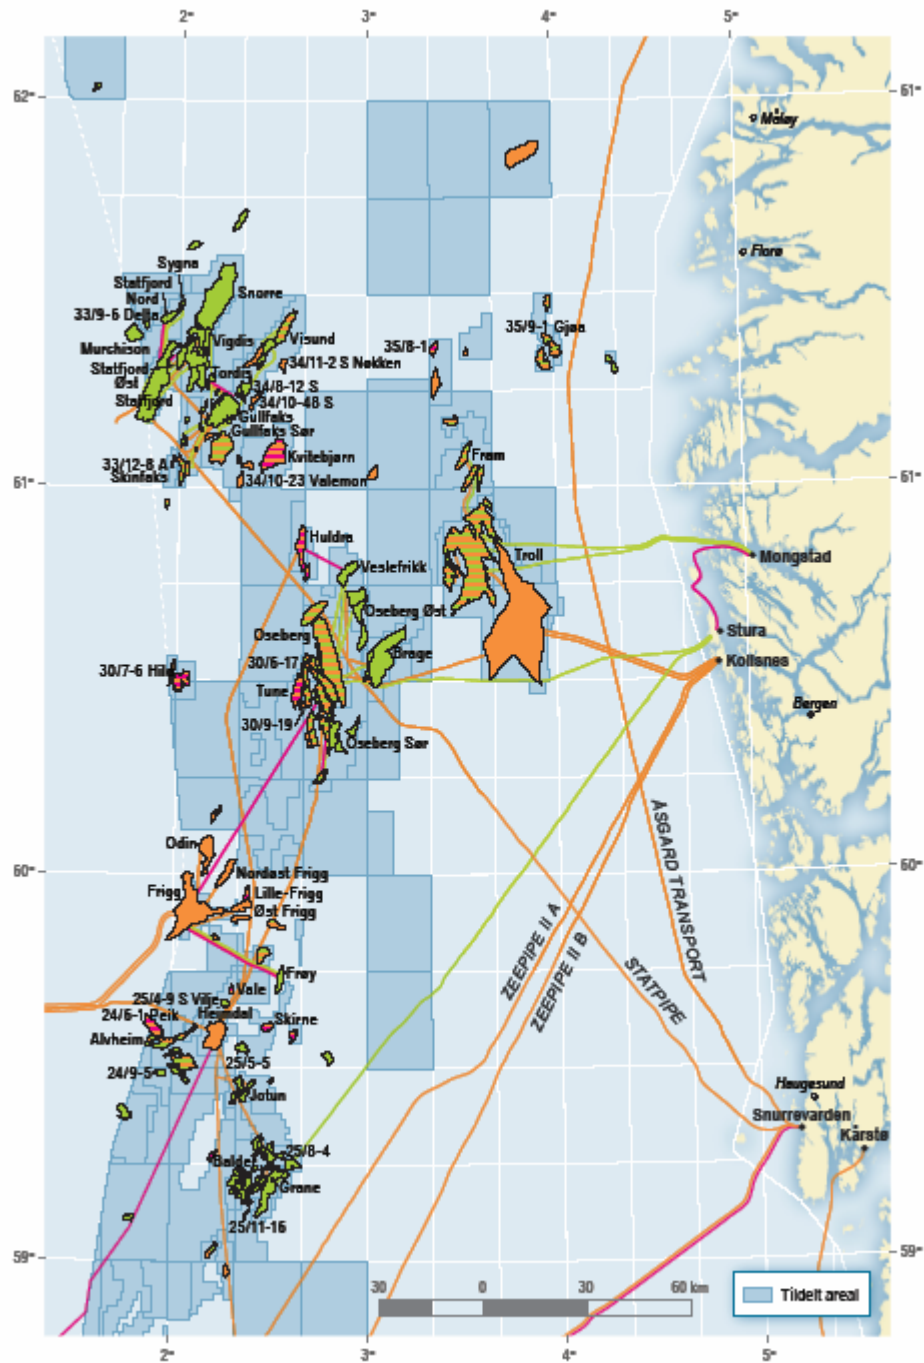 2°
3°
4°
5°
62°
61°
Måløy
Florø
Sygna
Statfjord
Nord
33/9-6 Delta
Snorre
Murchison
Vigdis
Visund
34/11-2 S Nøkken
35/8-1
35/9-1 Gjøa
Statfjord
Øst
Tordis
34/8-12 S
34/10-48 S
Statfjord
Gullfaks
Gullfaks Sør
Kvitebjørn
33/12-8 A
Skinfaks
34/10-23 Valemon
Fram
61°
61°
Huldra
Veslefrikk
Troll
Mongstad
Oseberg Øst
Oseberg
Brage
Stura
Kollsnes
30/6-17
30/7-6 Hild
Tune
Bergen
30/9-19
Oseberg Sør
ÅSGARD TRANSPORT
Odin
60°
60°
Nordøst Frigg
Frigg
Lille-Frigg
Øst Frigg
ZEEPIPE II A
ZEEPIPE II B
STATPIPE
Frøy
Vale
25/4-9 S Vilje
24/6-1 Peik
Heimdal
Skirne
Alvheim
25/5-5
24/9-5
Jotun
Haugesund
Snurrevarden
Kårstø
25/8-4
Balder
Grane
25/11-16
59°
59°
30
0
30
60 km
Tildelt areal
2°
3°
4°
5°